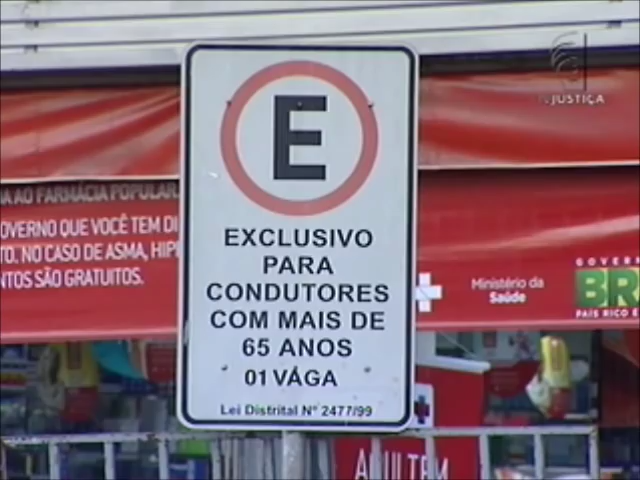 JUSTIÇA
E
EXCLUSIVO
PARA
CONDUTORES
COM MAIS DE
65 ANOS
01 VAGA
Lei Distrital Nº 2477/99
AO FARMÁCIA POPULAR
OVERNO QUE VOCÊ TEM DI
TO. NO CASO DE ASMA, HIP
NTOS SÃO GRATUITOS.
Ministério da
Saúde
GOVER
BR
PAÍS RICO É